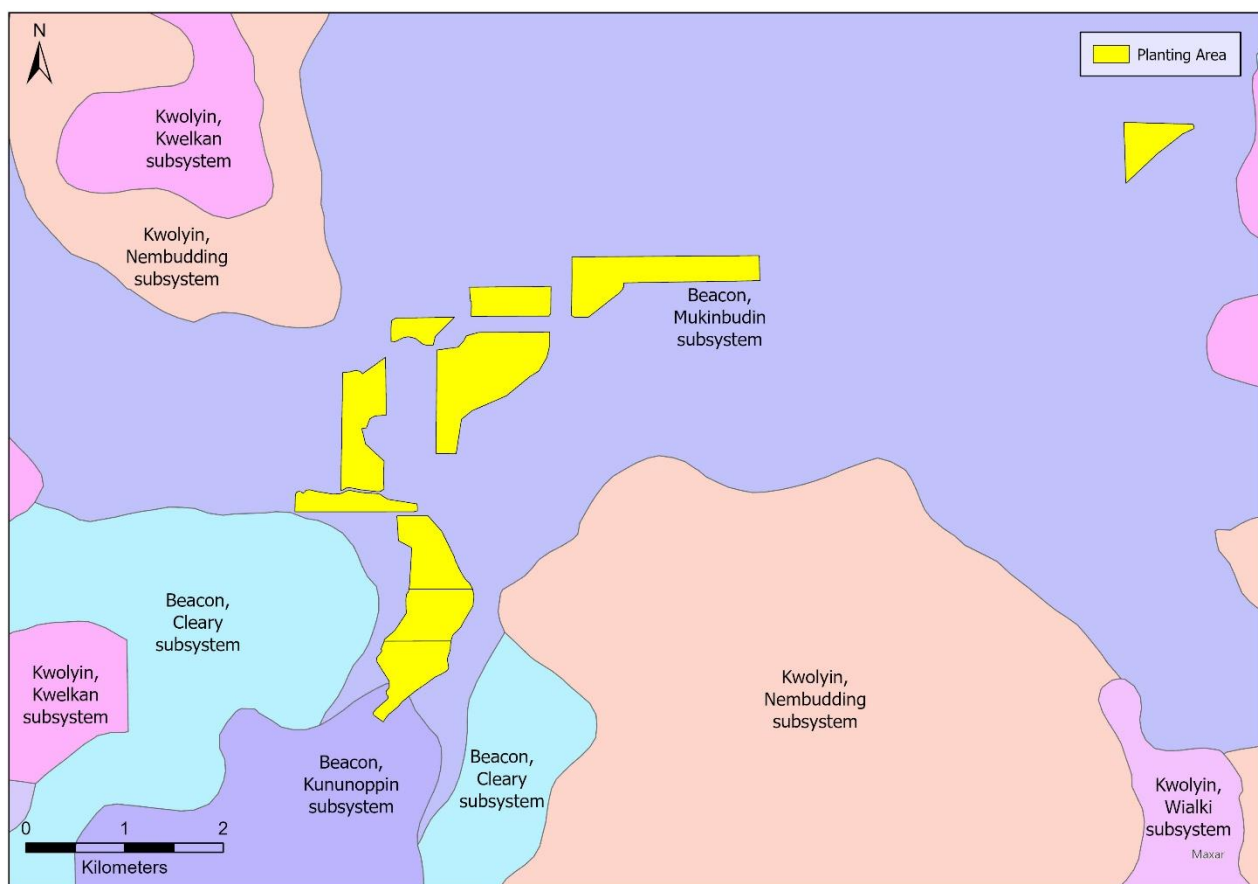 N
Planting Area
Kwolyin,
Kwelkan
subsystem
Kwolyin,
Nembudding
subsystem
Beacon,
Mukinbudin
subsystem
Beacon,
Cleary
subsystem
Kwolyin,
Kwelkan
subsystem
Kwolyin,
Nembudding
subsystem
Beacon,
Kununoppin
subsystem
Beacon,
Cleary
subsystem
Kwolyin,
Wialki
subsystem
0 1 2
Kilometers
Maxar